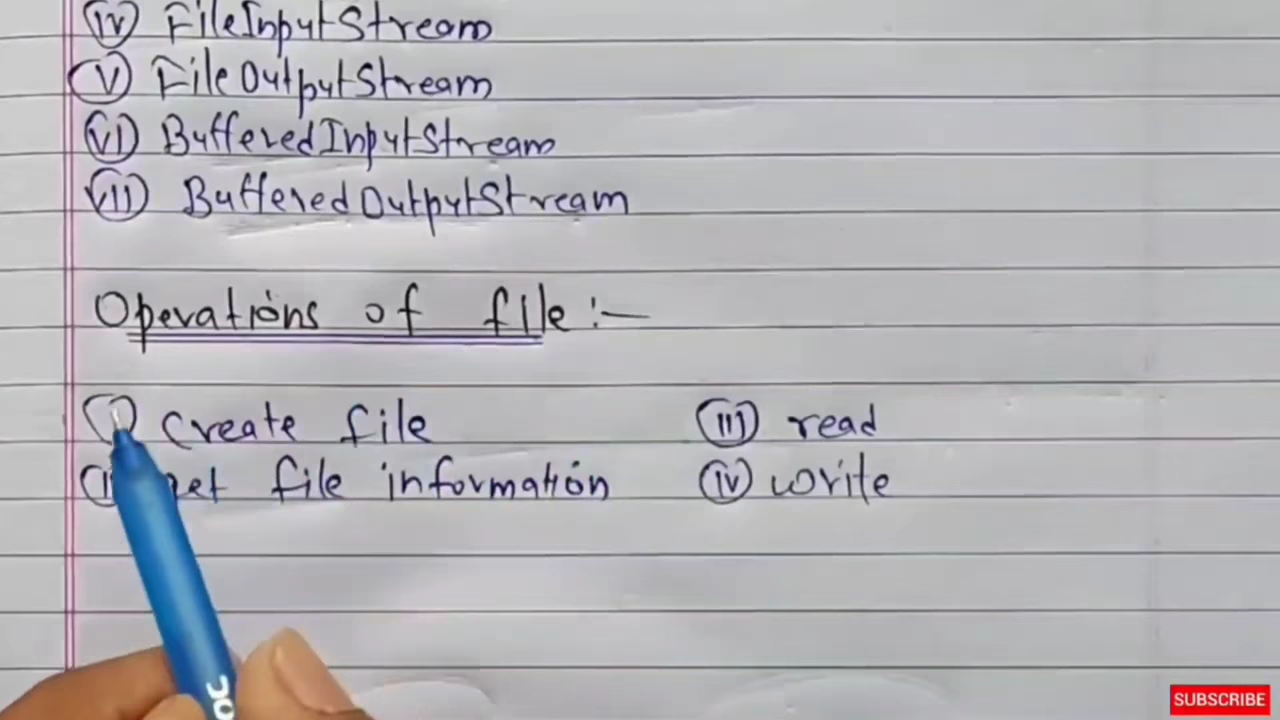 (iv) FileInputStream
(v) FileOutputStream
(vi) BufferedInputStream
(vii) BufferedOutputStream
Operations of file :-
(i) create file (iii) read
file information (iv) write
SUBSCRIBE